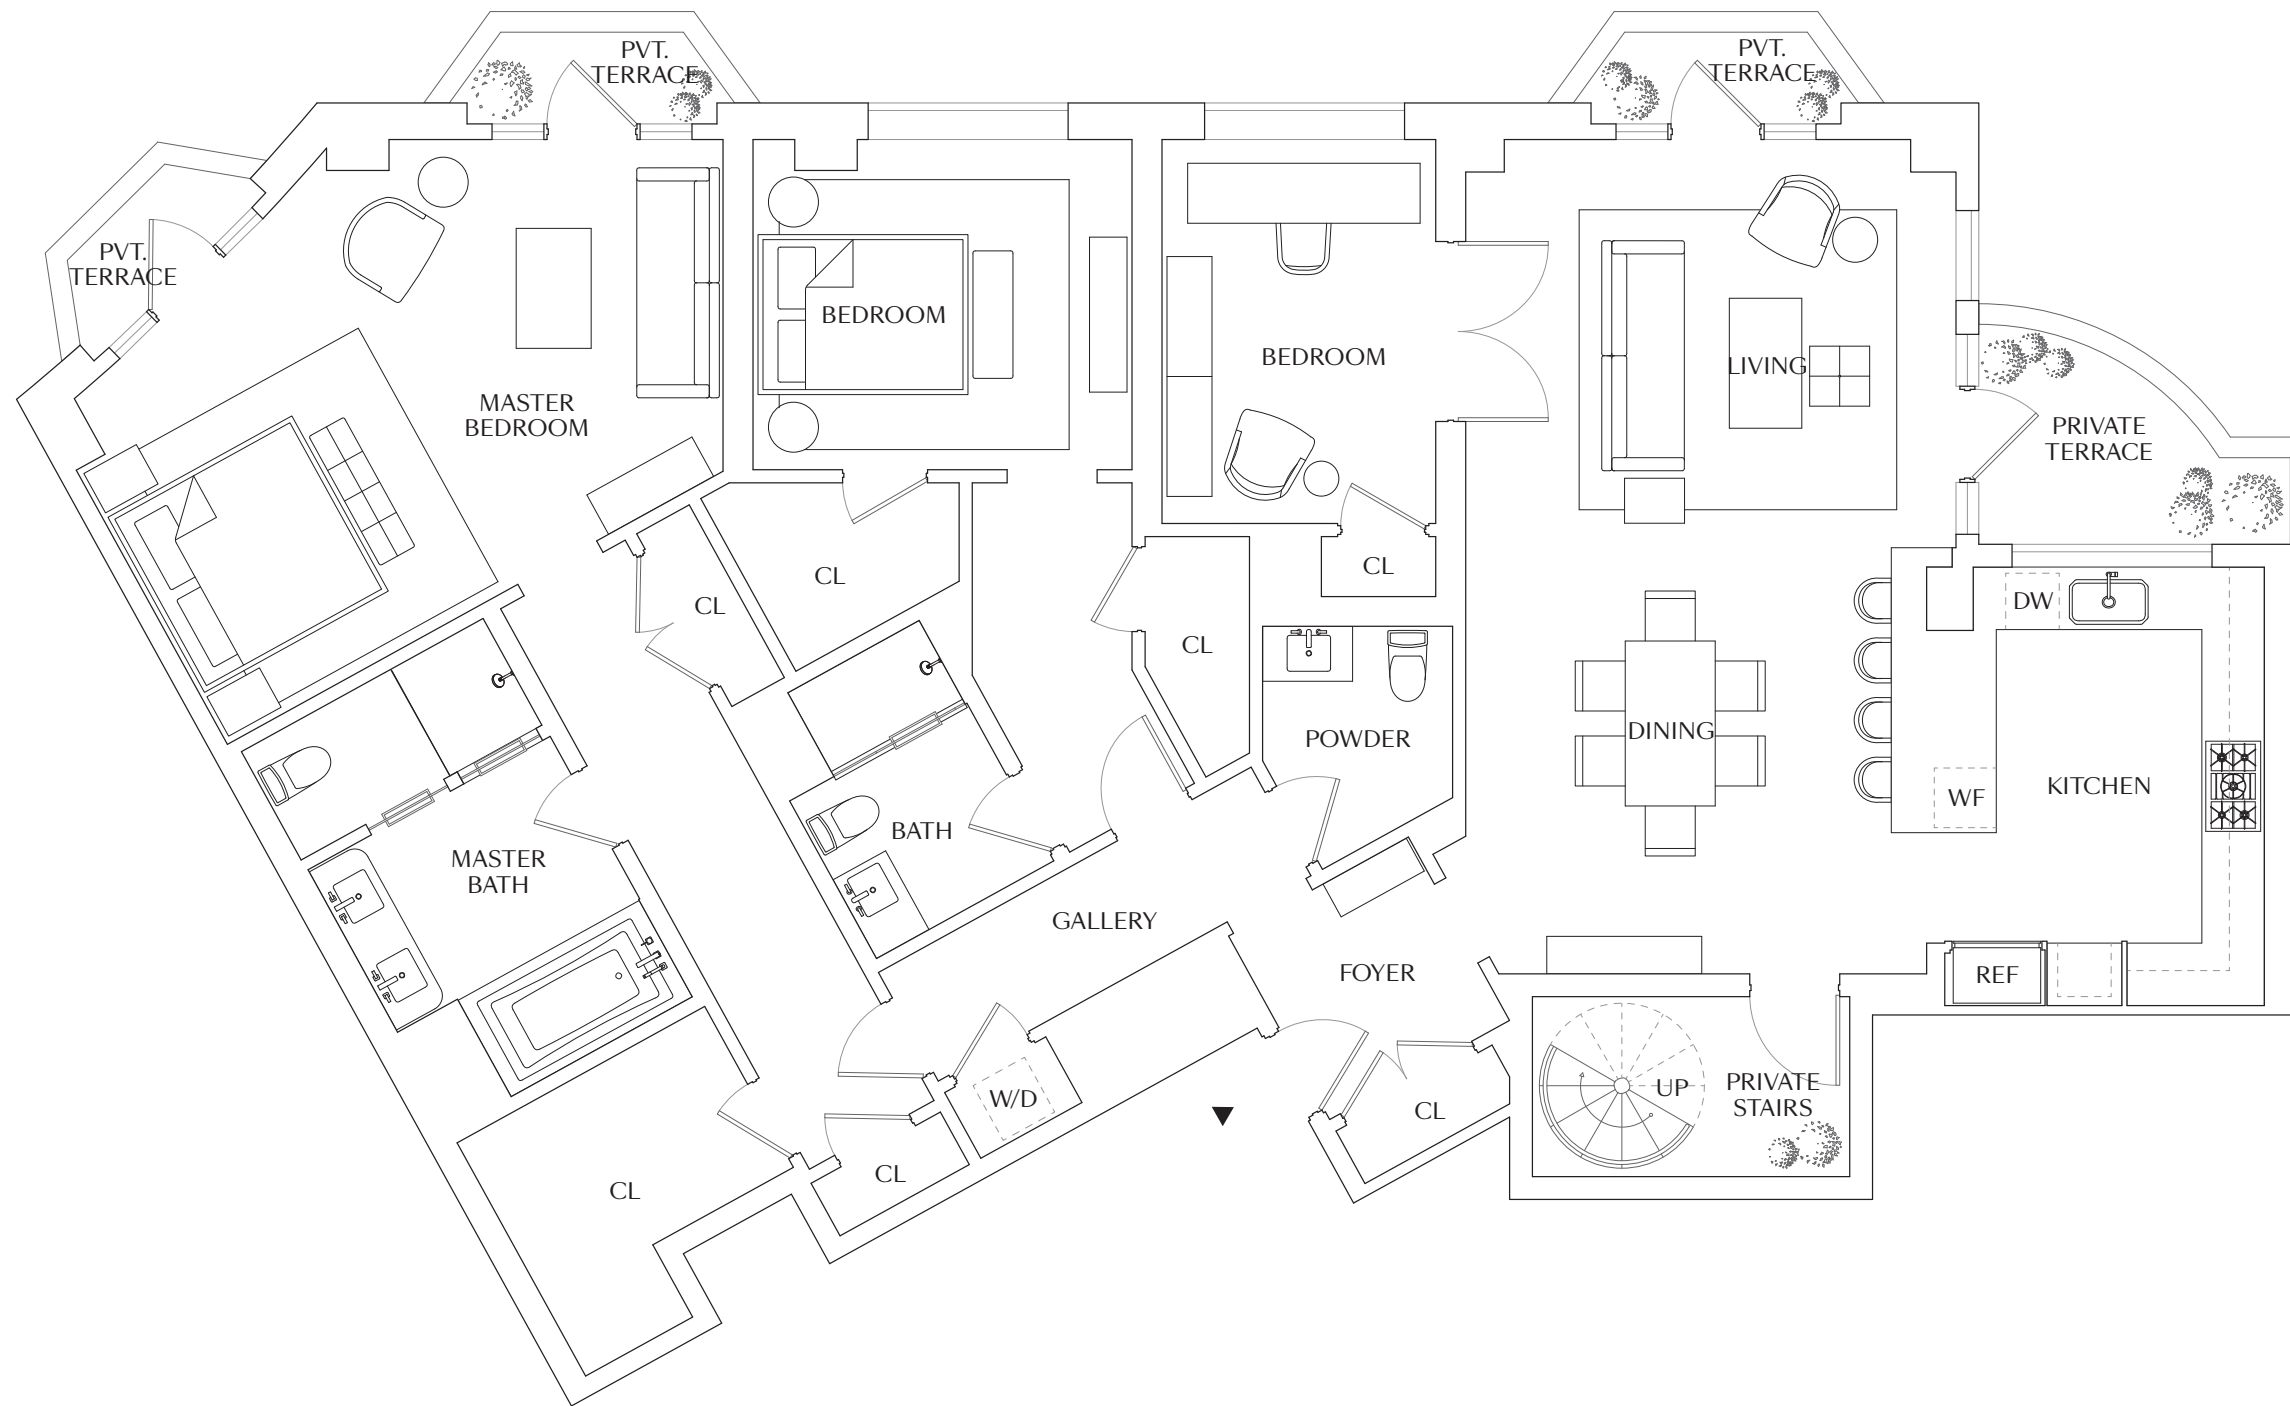 PVT.
TERRACE
PVT.
TERRACE
PVT.
TERRACE
BEDROOM
BEDROOM
LIVING
MASTER
BEDROOM
PRIVATE
TERRACE
CL
CL
CL
CL
DW
POWDER
DINING
KITCHEN
WF
BATH
MASTER
BATH
GALLERY
FOYER
REF
UP
PRIVATE
STAIRS
W/D
CL
CL
CL